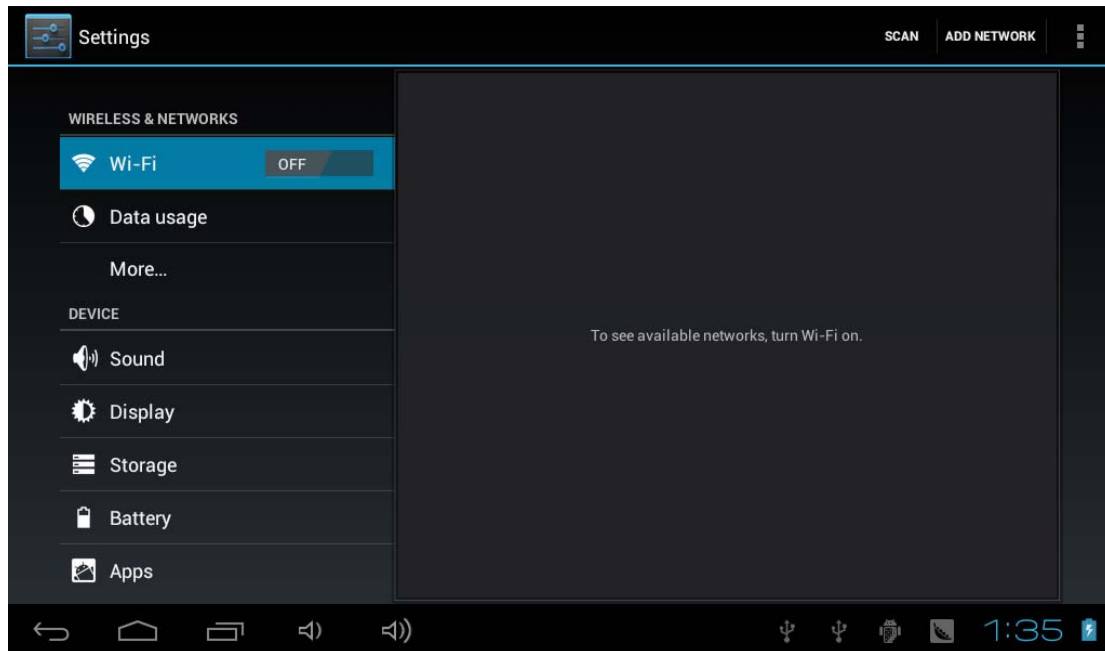 Settings
SCAN
ADD NETWORK
WIRELESS & NETWORKS
Wi-Fi
OFF
Data usage
More...
DEVICE
To see available networks, turn Wi-Fi on.
Sound
Display
Storage
Battery
Apps
1:35